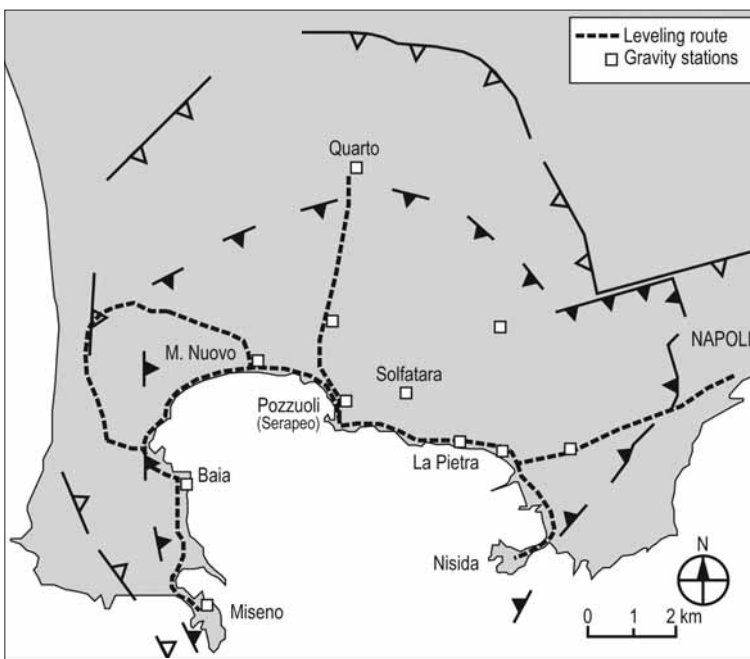 Leveling route
Gravity stations
Quarto
NAPOLI
M. Nuovo
Solfatara
Pozzuoli
(Serapeo)
La Pietra
Baia
Nisida
N
Miseno
0 1 2 km